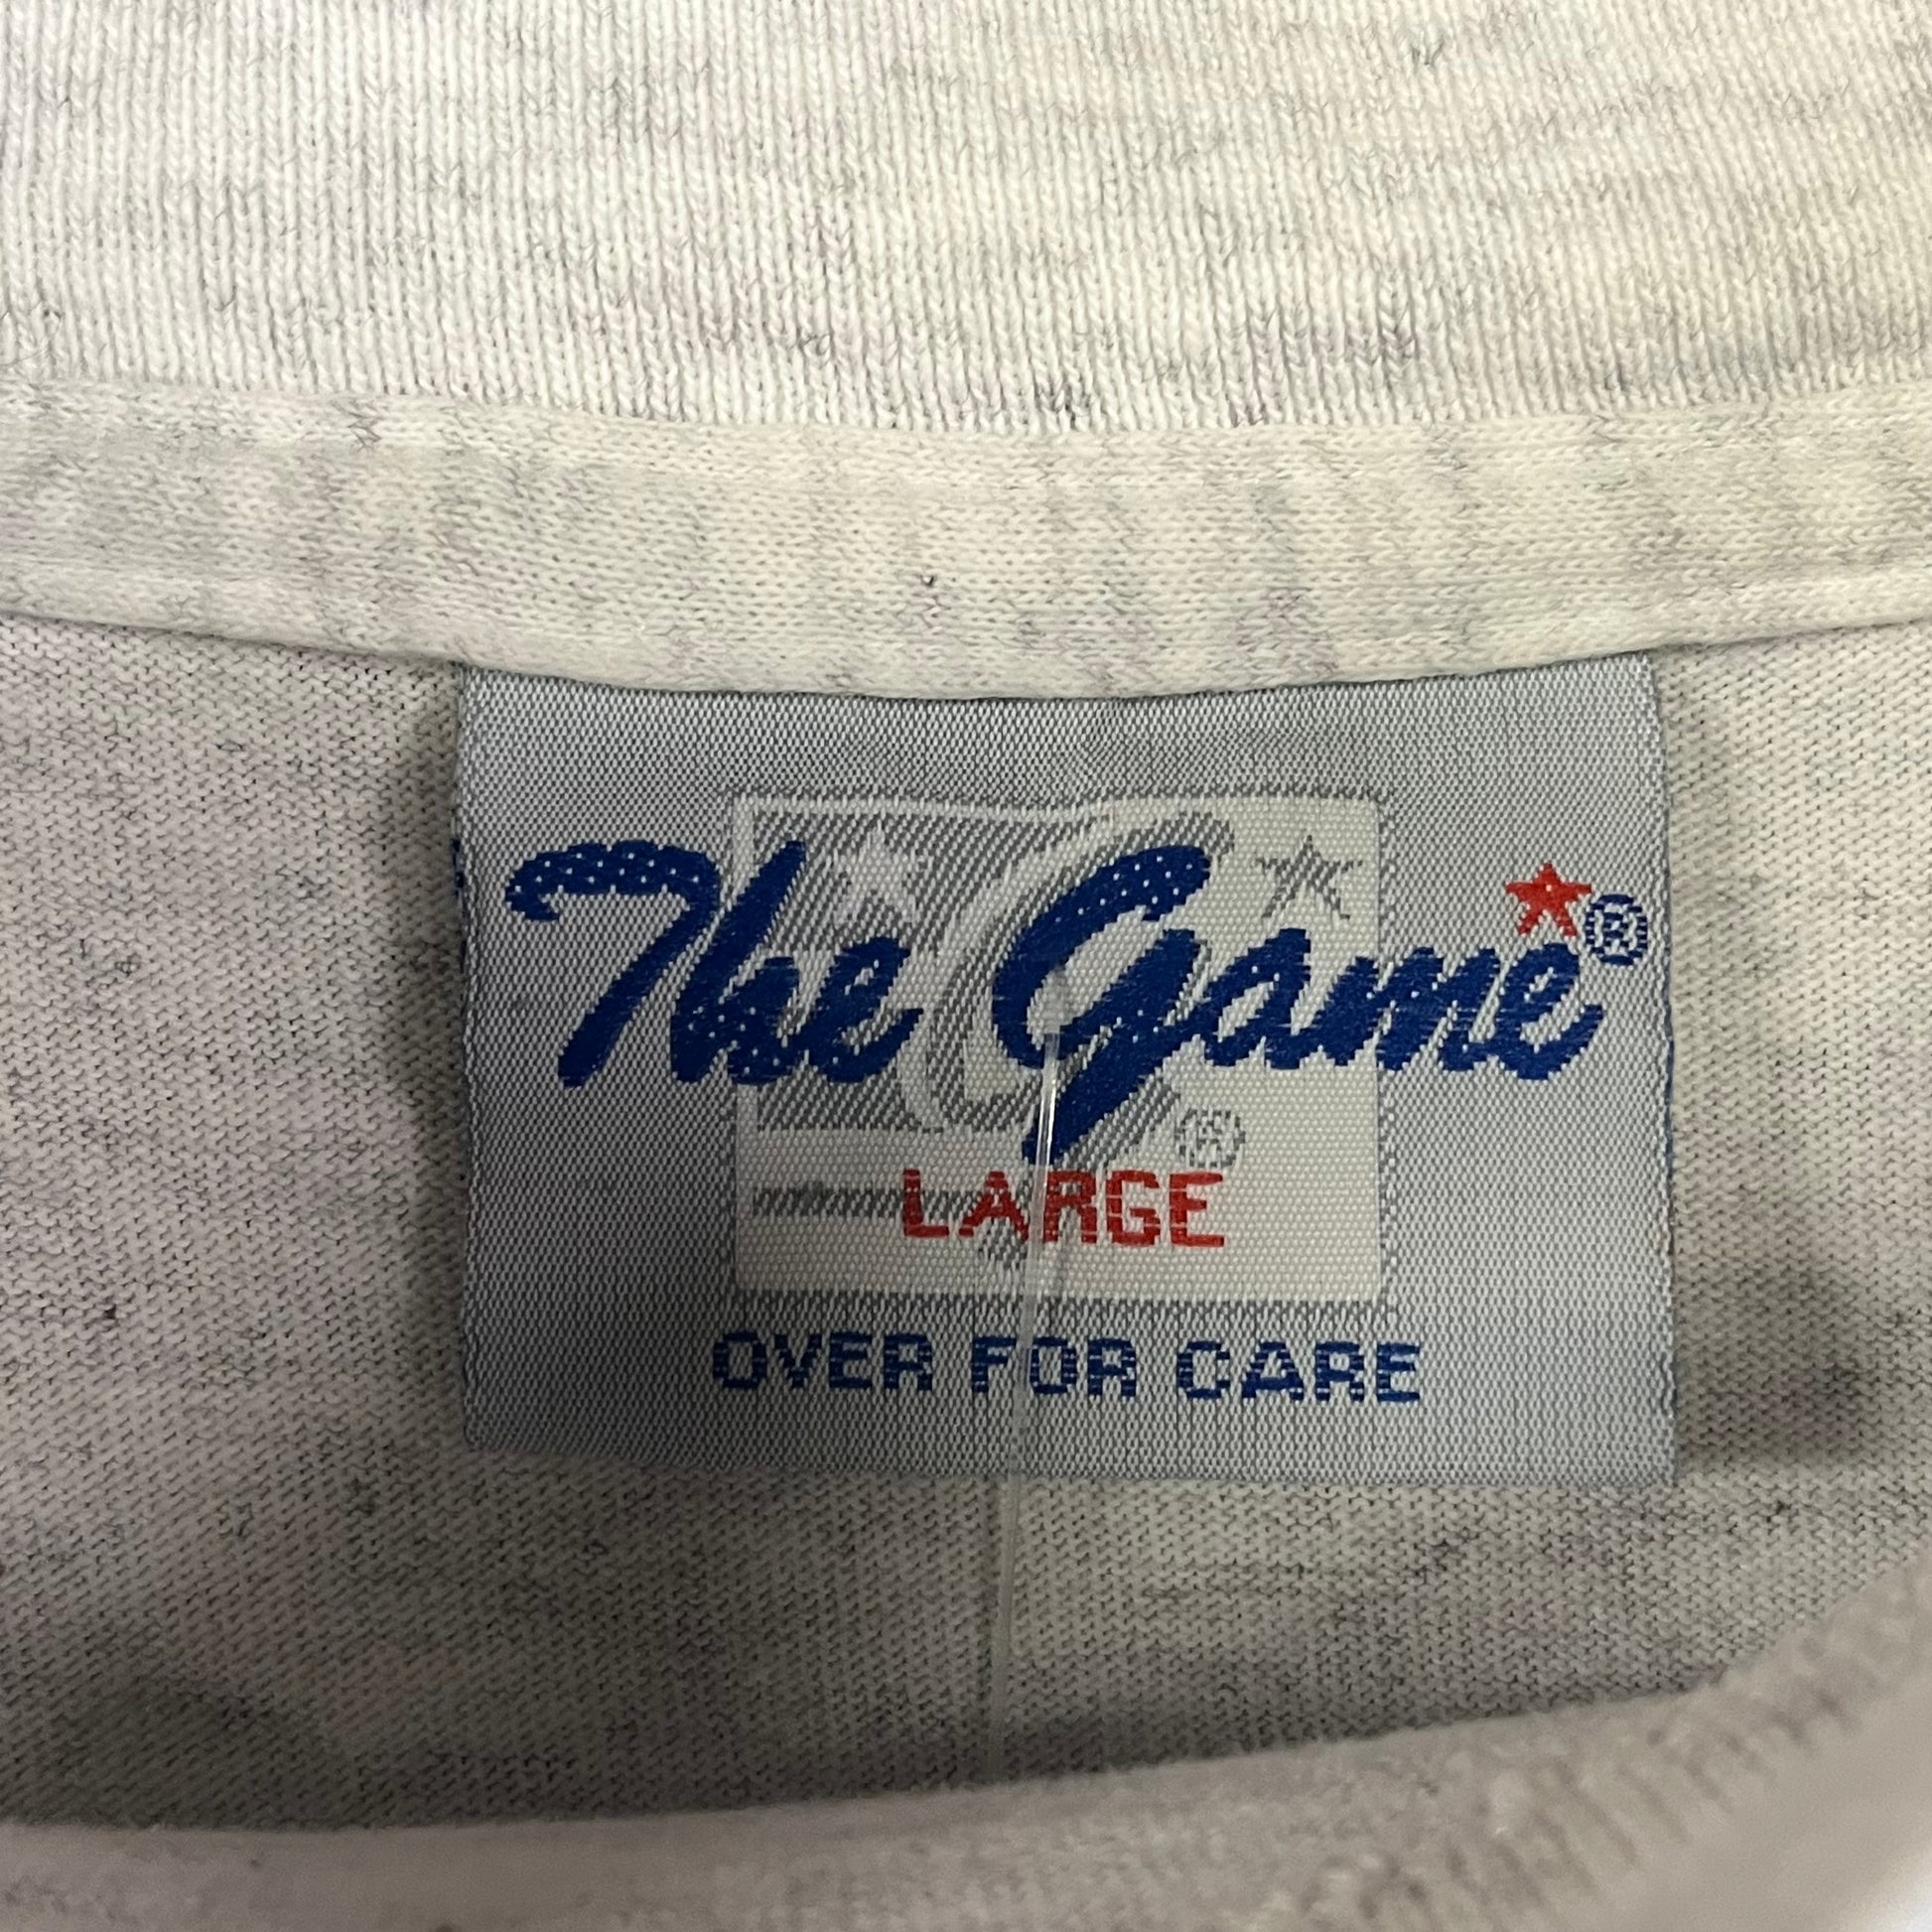 The Game®
®
LARGE
OVER FOR CARE